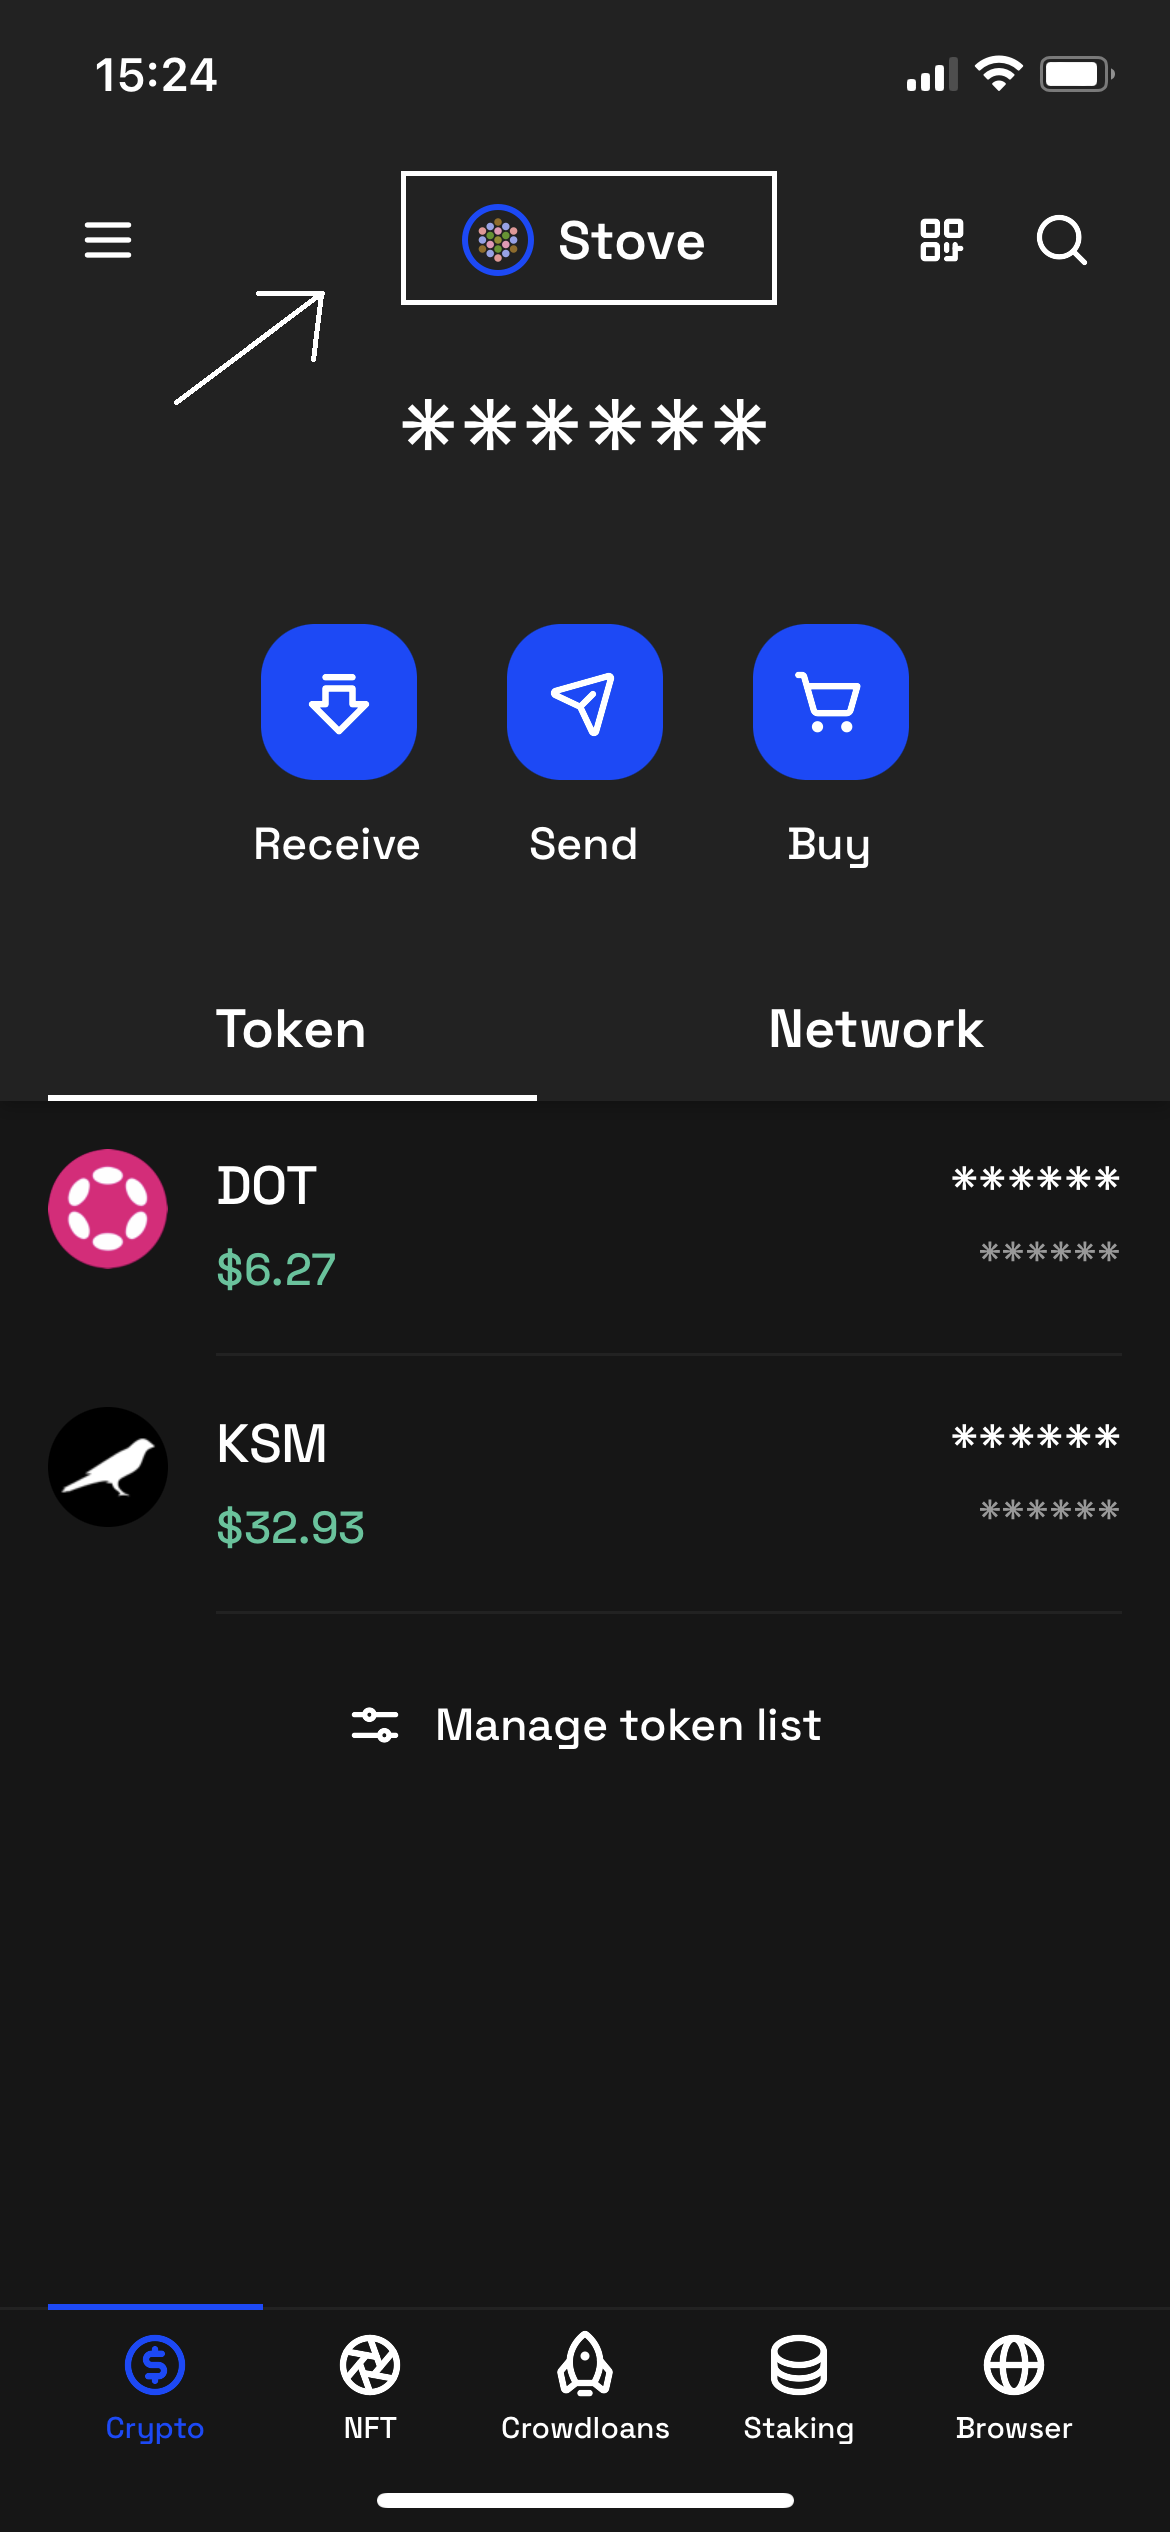 15:24
Stove
******
Receive Send Buy
Token Network
DOT ******
$6.27 ******
KSM ******
$32.93 ******
Manage token list
Crypto NFT Crowdloans Staking Browser